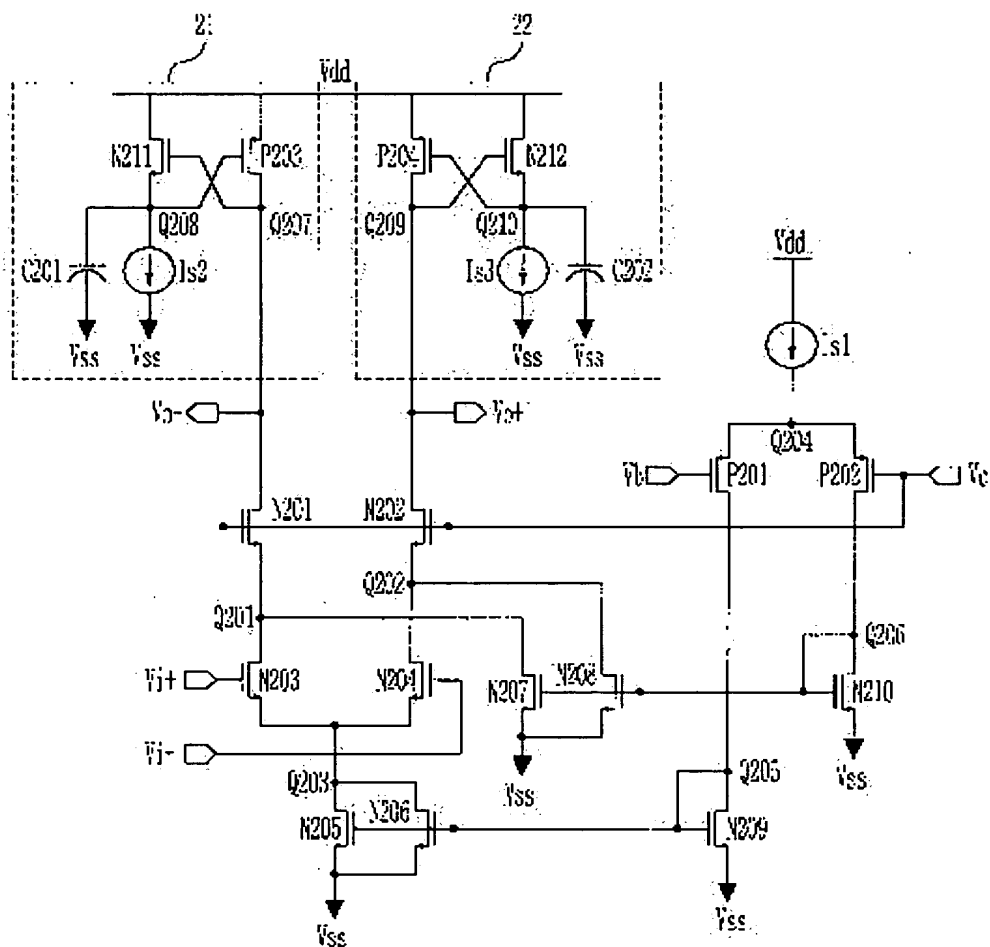 21
22
Vdd
N211
P203
P204
N212
Q208
Q207
Q209
Q210
C201
Is2
Is3
C202
Vdd
Vss
Vss
Vss
Vss
Is1
Vo-
Vo+
Q204
Vb
P201
P202
Vc
N201
N202
Q202
Q201
Q206
Vi+
N203
N204
N207
N208
N210
Vi-
Q203
Vss
Q205
Vss
N205
N206
N209
Vss
Vss